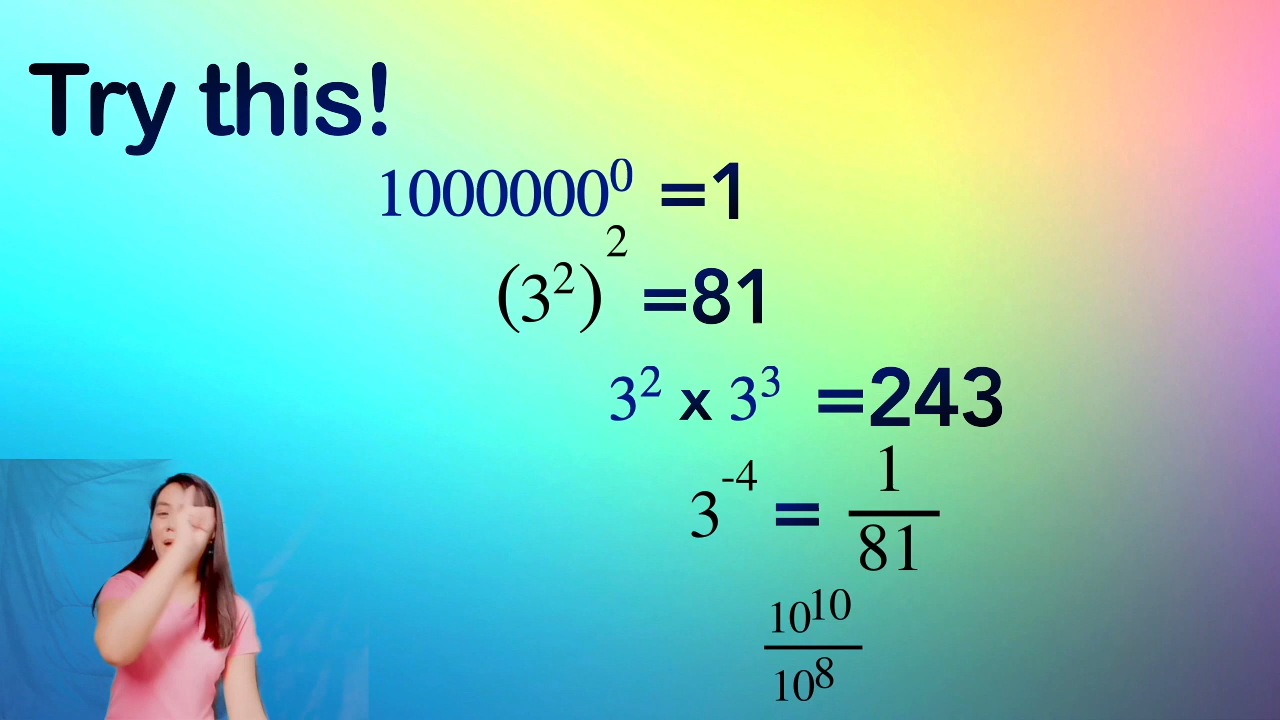 Try this!
1000000⁰ =1
(3²)² =81
3² x 3³ =243
3⁻⁴ = 1/81
10¹⁰/10⁸